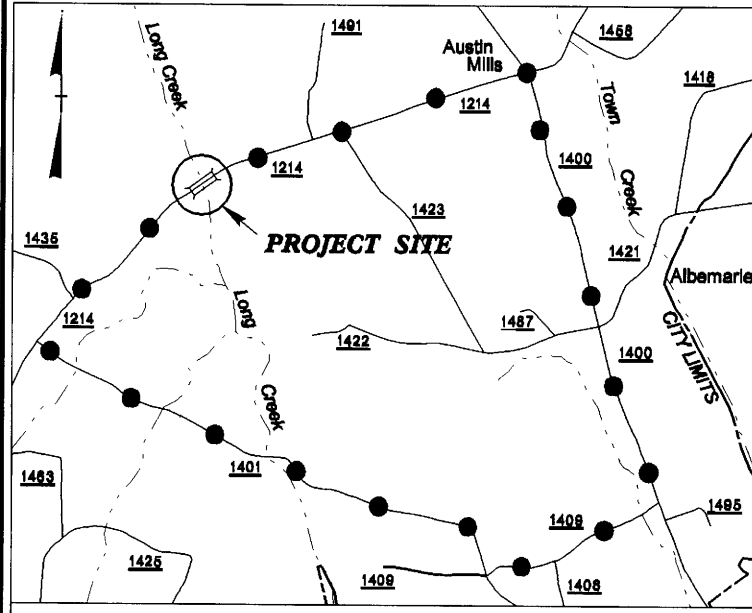 1491
1458
Long Creek
Austin
Mills
1418
1214
Town
Creek
1400
1214
1423
1435
PROJECT SITE
1421
Albemarle
Long
Creek
1214
1487
1422
1400
CITY LIMITS
1401
1463
1495
1409
1425
1409
1408